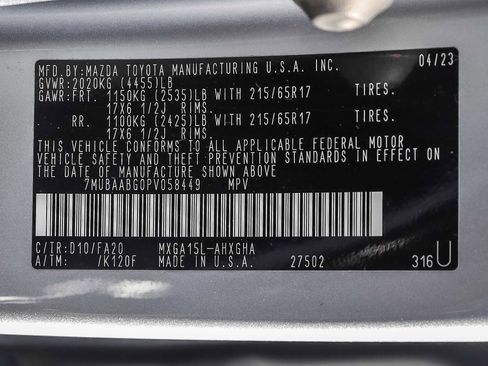 MFD.BY:MAZDA TOYOTA MANUFACTURING U.S.A. INC. 04/23
GVWR:2020KG (4455)LB
GAWR:FRT. 1150KG (2535)LB WITH 215/65R17 TIRES.
17X6 1/2J RIMS.
RR. 1100KG (2425)LB WITH 215/65R17 TIRES.
17X6 1/2J RIMS.
THIS VEHICLE CONFORMS TO ALL APPLICABLE FEDERAL MOTOR
VEHICLE SAFETY AND THEFT PREVENTION STANDARDS IN EFFECT ON
THE DATE OF MANUFACTURE SHOWN ABOVE
7MUBAABG0PV058449 MPV
C/TR:D10/FA20 MXGA15L-AHXGHA
A/TM: /K120F MADE IN U.S.A. 27502 316U